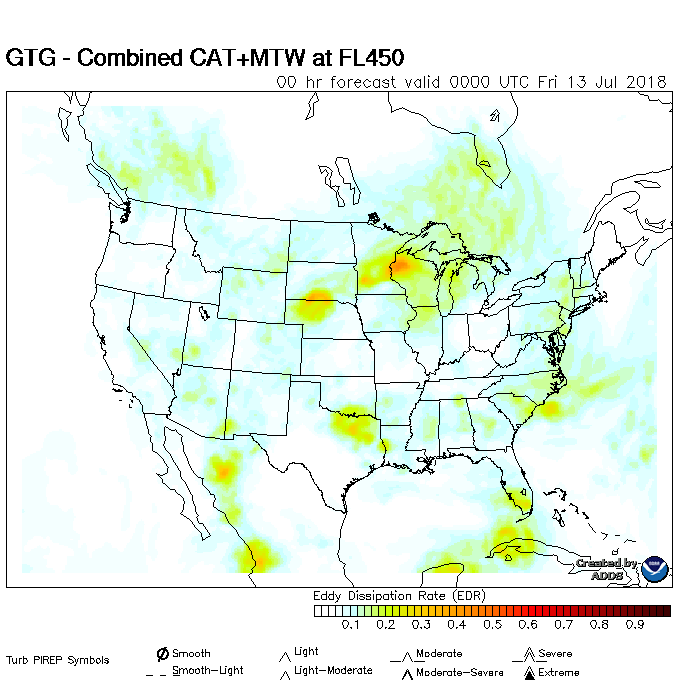 GTG - Combined CAT+MTW at FL450
00 hr forecast valid 0000 UTC Fri 13 Jul 2018
NOAA
Created by
ADDS
Eddy Dissipation Rate (EDR)
0.1 0.2 0.3 0.4 0.5 0.6 0.7 0.8 0.9
Turb PIREP Symbols
Smooth Light Moderate Severe
Smooth-Light Light-Moderate Moderate-Severe Extreme